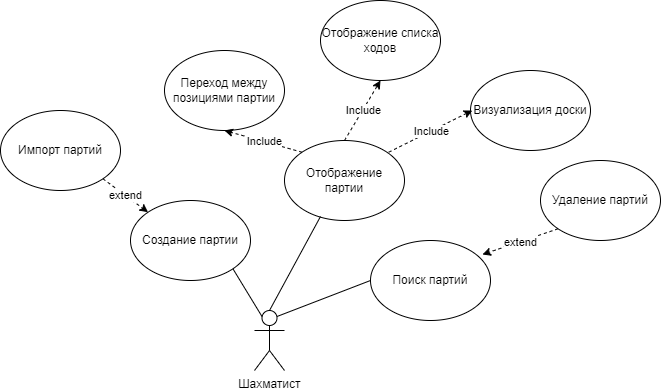 Отображение списка
ходов
Переход между
позициями партии
Include
Include
Include
Визуализация доски
Импорт партий
Отображение
партии
extend
Удаление партий
Создание партии
extend
Поиск партий
Шахматист